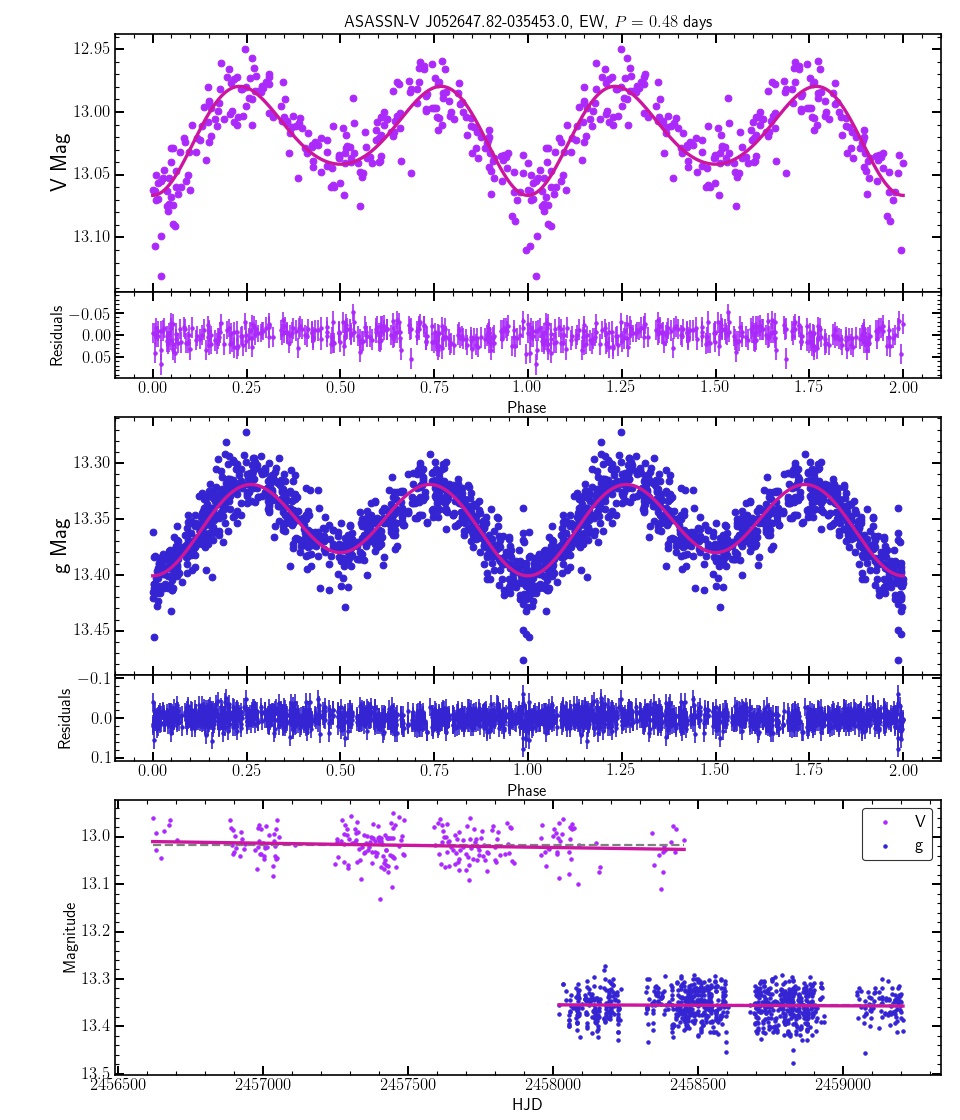 ASASSN-V J052647.82-035453.0, EW, P = 0.48 days
12.95
13.00
13.05
13.10
V Mag
−0.05
0.00
0.05
Residuals
0.00 0.25 0.50 0.75 1.00 1.25 1.50 1.75 2.00
Phase
13.30
13.35
13.40
13.45
g Mag
−0.1
0.0
0.1
Residuals
0.00 0.25 0.50 0.75 1.00 1.25 1.50 1.75 2.00
Phase
V
g
13.0
13.1
13.2
13.3
13.4
13.5
Magnitude
2456500 2457000 2457500 2458000 2458500 2459000
HJD